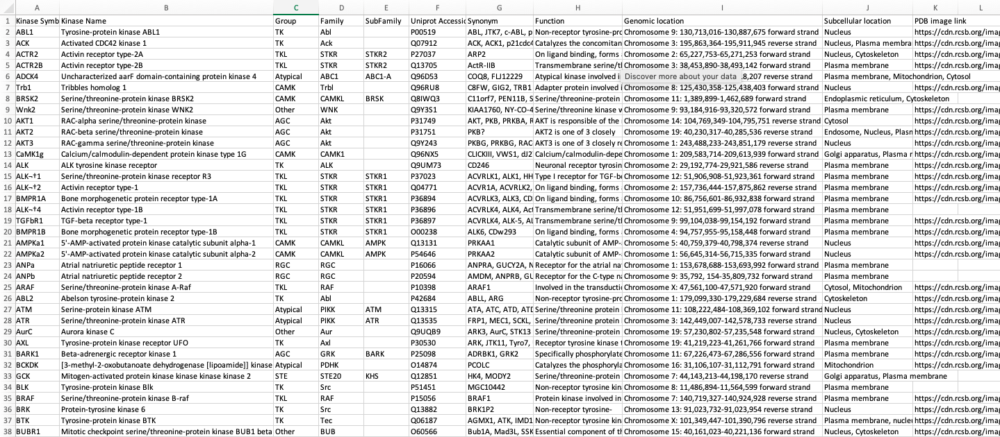 A B C D E F G H I J K L
1 Kinase Symb Kinase Name Group Family SubFamily Uniprot Accessic Synonym Function Genomic location Subcellular location PDB image link
2 ABL1 Tyrosine-protein kinase ABL1 TK Abl P00519 ABL, JTK7, c-ABL, p Non-receptor tyrosine-prc Chromosome 9: 130,713,016-130,887,675 forward strand Nucleus https://cdn.rcsb.org/imag
3 ACK Activated CDC42 kinase 1 TK Ack Q07912 ACK, ACK1, p21cdc4 Catalyzes the concomitan Chromosome 3: 195,863,364-195,911,945 reverse strand Nucleus, Plasma membra https://cdn.rcsb.org/imag
4 ACTR2 Activin receptor type-2A TKL STKR STKR2 P27037 ARP2 On ligand binding, forms Chromosome 2: 65,227,753-65,271,253 forward strand Nucleus, Cytoskeleton https://cdn.rcsb.org/imag
5 ACTR2B Activin receptor type-2B TKL STKR STKR2 Q13705 ActR-IIB Transmembrane serine/tl Chromosome 3: 38,453,890-38,493,142 forward strand Plasma membrane https://cdn.rcsb.org/imag
6 ADCK4 Uncharacterized aarF domain-containing protein kinase 4 Atypical ABC1 ABC1-A Q96D53 COQ8, FLJ12229 Atypical kinase involved i Discover more about your data .8,207 reverse strand Plasma membrane, Mitochondrion, Cytosol
7 Trb1 Tribbles homolog 1 CAMK Trbl Q96RU8 C8FW, GIG2, TRB1 Adapter protein involved Chromosome 8: 125,430,358-125,438,403 forward strand Nucleus https://cdn.rcsb.org/imag
8 BRSK2 Serine/threonine-protein kinase BRSK2 CAMK CAMKL BRSK Q8IWQ3 C11orf7, PEN11B, S Serine/threonine-protein Chromosome 11: 1,389,899-1,462,689 forward strand Endoplasmic reticulum, Cytoskeleton
9 Wnk2 Serine/threonine-protein kinase WNK2 Other WNK Q9Y3S1 KIAA1760, NY-CO-4 Serine/threonine kinase w Chromosome 9: 93,184,916-93,320,572 forward strand Plasma membrane https://cdn.rcsb.org/imag
10 AKT1 RAC-alpha serine/threonine-protein kinase AGC Akt P31749 AKT, PKB, PRKBA, R AKT is responsible of the Chromosome 14: 104,769,349-104,795,751 reverse strand Cytosol https://cdn.rcsb.org/imag
11 AKT2 RAC-beta serine/threonine-protein kinase AGC Akt P31751 PKB? AKT2 is one of 3 closely Chromosome 19: 40,230,317-40,285,536 reverse strand Endosome, Nucleus, Plasn https://cdn.rcsb.org/imag
12 AKT3 RAC-gamma serine/threonine-protein kinase AGC Akt Q9Y243 PKBG, PRKBG, RAC AKT3 is one of 3 closely re Chromosome 1: 243,488,233-243,851,179 reverse strand Nucleus https://cdn.rcsb.org/imag
13 CaMK1g Calcium/calmodulin-dependent protein kinase type 1G CAMK CAMK1 Q96NX5 CLICKIII, VWS1, dJ2 Calcium/calmodulin-depe Chromosome 1: 209,583,714-209,613,939 forward strand Golgi apparatus, Plasma r https://cdn.rcsb.org/imag
14 ALK ALK tyrosine kinase receptor TK ALK Q9UM73 CD246 Neuronal receptor tyrosin Chromosome 2: 29,192,774-29,921,586 reverse strand Plasma membrane https://cdn.rcsb.org/imag
15 ALK¬†1 Serine/threonine-protein kinase receptor R3 TKL STKR STKR1 P37023 ACVRLK1, ALK1, HH Type I receptor for TGF-b Chromosome 12: 51,906,908-51,923,361 forward strand Plasma membrane https://cdn.rcsb.org/imag
16 ALK¬†2 Activin receptor type-1 TKL STKR STKR1 Q04771 ACVR1A, ACVRLK2, On ligand binding, forms Chromosome 2: 157,736,444-157,875,862 reverse strand Plasma membrane https://cdn.rcsb.org/imag
17 BMPR1A Bone morphogenetic protein receptor type-1A TKL STKR STKR1 P36894 ACVRLK3, ALK3, CD On ligand binding, forms Chromosome 10: 86,756,601-86,932,838 forward strand Plasma membrane https://cdn.rcsb.org/imag
18 ALK¬†4 Activin receptor type-1B TKL STKR STKR1 P36896 ACVRLK4, ALK4, Act Transmembrane serine/tl Chromosome 12: 51,951,699-51,997,078 forward strand Plasma membrane
19 TGFbR1 TGF-beta receptor type-1 TKL STKR STKR1 P36897 ACVRLK4, ALK-5, AL Transmembrane serine/tl Chromosome 9: 99,104,038-99,154,192 forward strand Plasma membrane https://cdn.rcsb.org/imag
20 BMPR1B Bone morphogenetic protein receptor type-1B TKL STKR STKR1 O00238 ALK6, CDw293 On ligand binding, forms Chromosome 4: 94,757,955-95,158,448 forward strand Plasma membrane https://cdn.rcsb.org/imag
21 AMPKa1 5'-AMP-activated protein kinase catalytic subunit alpha-1 CAMK CAMKL AMPK Q13131 PRKAA1 Catalytic subunit of AMP- Chromosome 5: 40,759,379-40,798,374 reverse strand Nucleus https://cdn.rcsb.org/imag
22 AMPKa2 5'-AMP-activated protein kinase catalytic subunit alpha-2 CAMK CAMKL AMPK P54646 PRKAA2 Catalytic subunit of AMP- Chromosome 1: 56,645,314-56,715,335 forward strand Nucleus https://cdn.rcsb.org/imag
23 ANPa Atrial natriuretic peptide receptor 1 RGC RGC P16066 ANPRA, GUCY2A, N Receptor for the atrial na Chromosome 1: 153,678,688-153,693,992 forward strand Plasma membrane
24 ANPb Atrial natriuretic peptide receptor 2 RGC RGC P20594 AMDM, ANPRB, GU Receptor for the C-type n Chromosome 9: 35,792, 154-35,809,732 forward strand Plasma membrane
25 ARAF Serine/threonine-protein kinase A-Raf TKL RAF P10398 ARAF1 Involved in the transductic Chromosome X: 47,561,100-47,571,920 forward strand Cytosol, Mitochondrion https://cdn.rcsb.org/imag
26 ABL2 Abelson tyrosine-protein kinase 2 TK Abl P42684 ABLL, ARG Non-receptor tyrosine-prc Chromosome 1: 179,099,330-179,229,684 reverse strand Cytoskeleton https://cdn.rcsb.org/imag
27 ATM Serine-protein kinase ATM Atypical PIKK ATM Q13315 ATA, ATC, ATD, ATD Serine/threonine protein Chromosome 11: 108,222,484-108,369,102 forward strand Nucleus https://cdn.rcsb.org/imag
28 ATR Serine/threonine-protein kinase ATR Atypical PIKK ATR Q13535 FRP1, MEC1, SCKL, Serine/threonine protein Chromosome 3: 142,449,007-142,578,733 reverse strand Nucleus https://cdn.rcsb.org/imag
29 AurC Aurora kinase C Other Aur Q9UQB9 ARK3, AurC, STK13 Serine/threonine-protein Chromosome 19: 57,230,802-57,235,548 forward strand Nucleus, Cytoskeleton https://cdn.rcsb.org/imag
30 AXL Tyrosine-protein kinase receptor UFO TK Axl P30530 ARK, JTK11, Tyro7, Receptor tyrosine kinase t Chromosome 19: 41,219,223-41,261,766 forward strand Plasma membrane https://cdn.rcsb.org/imag
31 BARK1 Beta-adrenergic receptor kinase 1 AGC GRK BARK P25098 ADRBK1, GRK2 Specifically phosphorylate Chromosome 11: 67,226,473-67,286,556 forward strand Plasma membrane https://cdn.rcsb.org/imag
32 BCKDK [3-methyl-2-oxobutanoate dehydrogenase [lipoamide]] kinase Atypical PDHK O14874 PCOLC Catalyzes the phosphoryla Chromosome 16: 31,106,107-31,112,791 forward strand Mitochondrion https://cdn.rcsb.org/imag
33 GCK Mitogen-activated protein kinase kinase kinase kinase 2 STE STE20 KHS Q12851 HK4, MODY2 Serine/threonine-protein Chromosome 7: 44,143,213-44,198,170 reverse strand Golgi apparatus, Plasma membrane
34 BLK Tyrosine-protein kinase Blk TK Src P51451 MGC10442 Non-receptor tyrosine kin Chromosome 8: 11,486,894-11,564,599 forward strand Plasma membrane
35 BRAF Serine/threonine-protein kinase B-raf TKL RAF P15056 BRAF1 Protein kinase involved in Chromosome 7: 140,719,327-140,924,928 reverse strand Plasma membrane https://cdn.rcsb.org/imag
36 BRK Protein-tyrosine kinase 6 TK Src Q13882 BRK1P2 Non-receptor tyrosine- Chromosome 13: 91,023,732-91,023,954 reverse strand Nucleus https://cdn.rcsb.org/imag
37 BTK Tyrosine-protein kinase BTK TK Tec Q06187 AGMX1, ATK, IMD1 Non-receptor tyrosine kin Chromosome X: 101,349,447-101,390,796 reverse strand Plasma membrane, nucle https://cdn.rcsb.org/imag
38 BUBR1 Mitotic checkpoint serine/threonine-protein kinase BUB1 beta Other BUB O60566 Bub1A, Mad3L, SSK Essential component of t Chromosome 15: 40,161,023-40,221,136 forward strand Nucleus, Cytoskeleton https://cdn.rcsb.org/imag